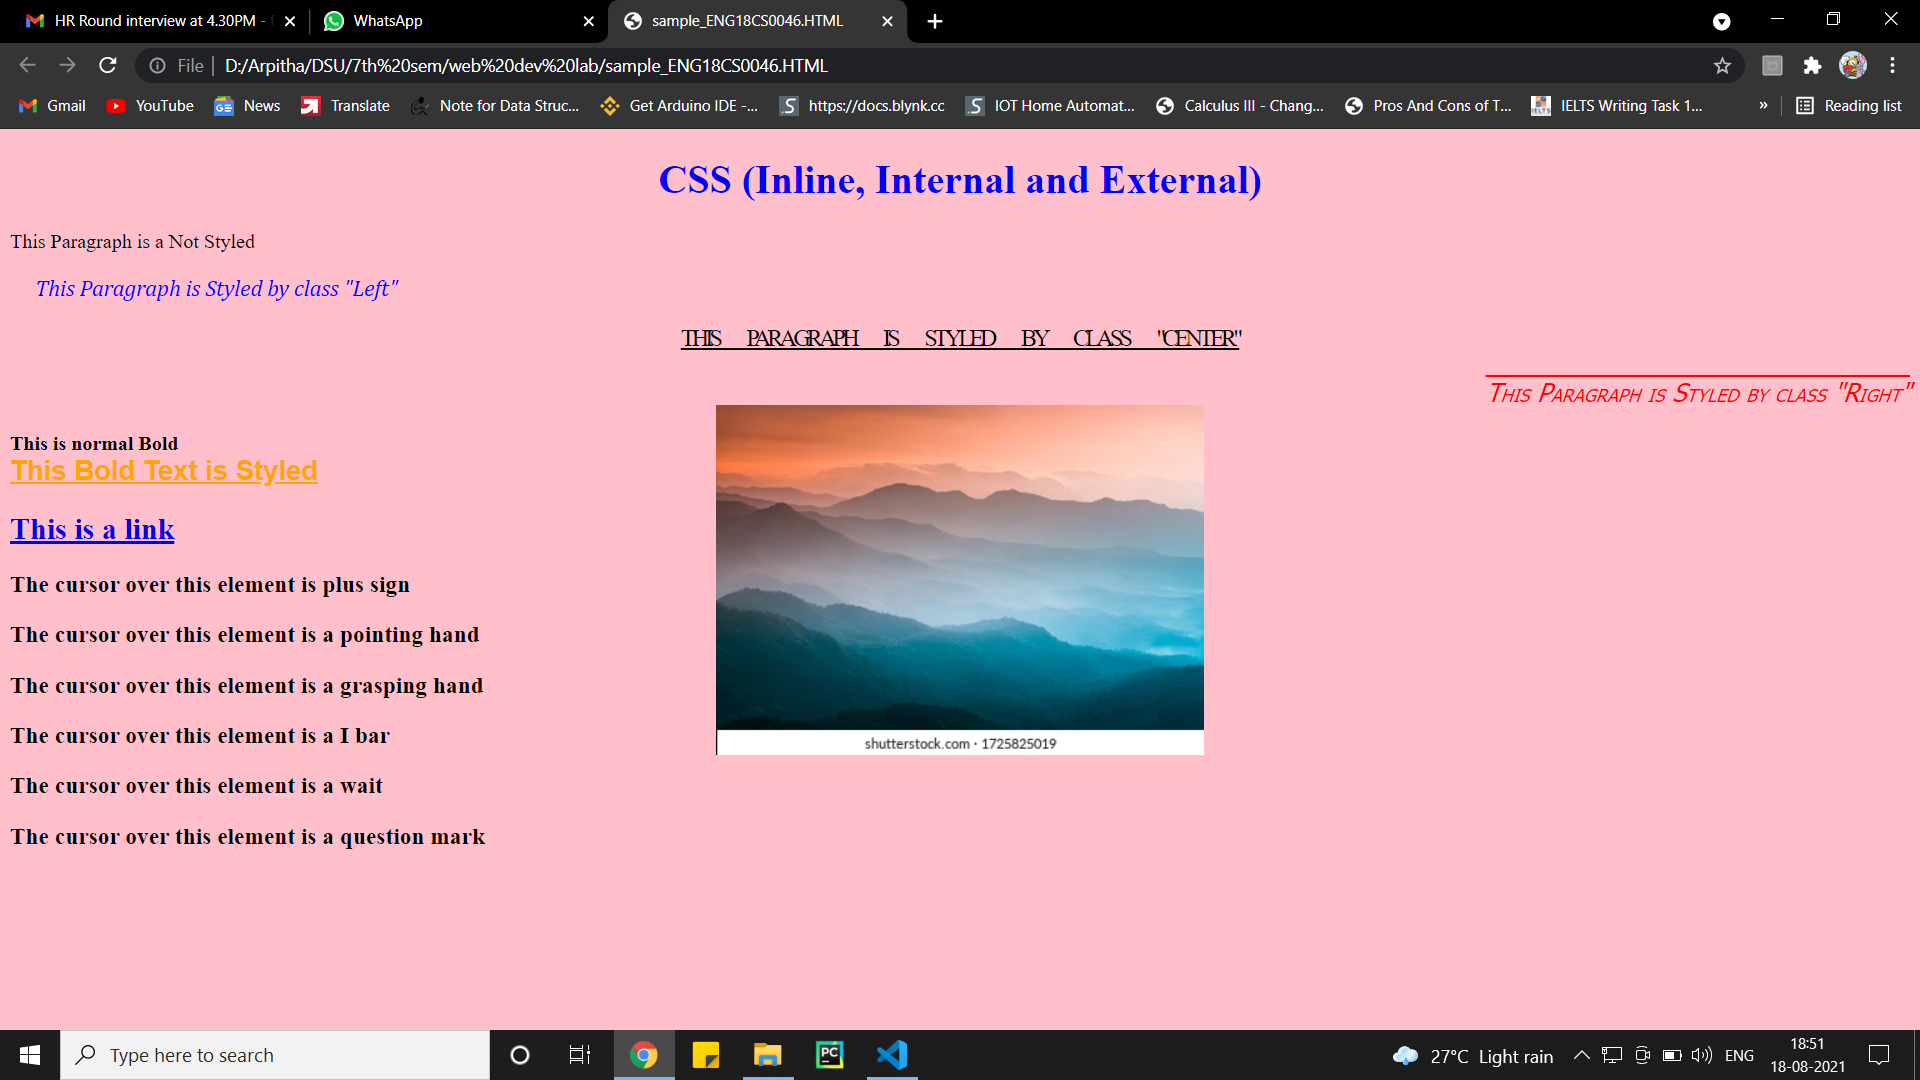 HR Round interview at 4.30PM -
WhatsApp
sample_ENG18CS0046.HTML
File
D:/Arpitha/DSU/7th%20sem/web%20dev%20lab/sample_ENG18CS0046.HTML
Gmail
YouTube
News
Translate
Note for Data Struc...
Get Arduino IDE -...
https://docs.blynk.cc
IOT Home Automat...
Calculus III - Chang...
Pros And Cons of T...
IELTS Writing Task 1...
»
Reading list
CSS (Inline, Internal and External)
This Paragraph is a Not Styled
This Paragraph is Styled by class "Left"
THIS PARAGRAPH IS STYLED BY CLASS "CENTER"
This Paragraph is Styled by class "Right"
shutterstock.com · 1725825019
This is normal Bold
This Bold Text is Styled
This is a link
The cursor over this element is plus sign
The cursor over this element is a pointing hand
The cursor over this element is a grasping hand
The cursor over this element is a I bar
The cursor over this element is a wait
The cursor over this element is a question mark
Type here to search
PC
27°C Light rain
ENG
18:51
18-08-2021